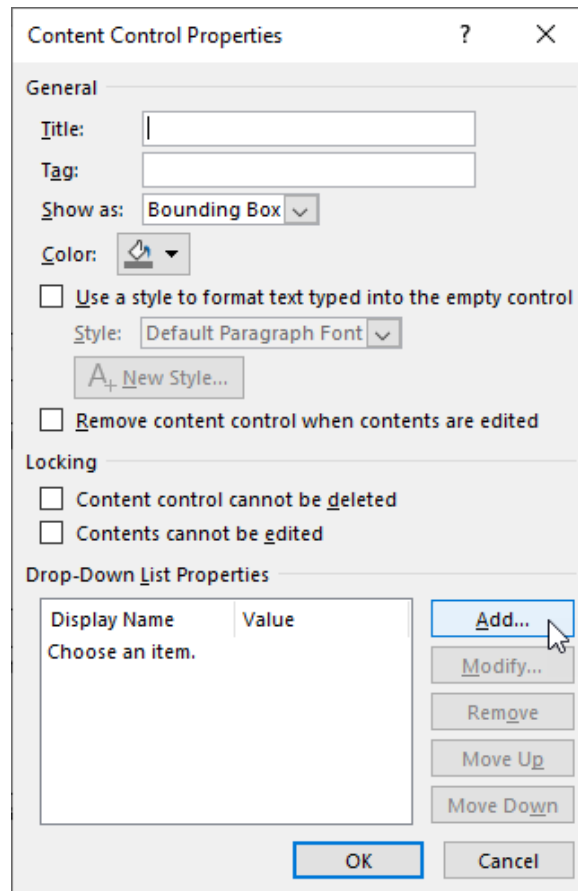 Content Control Properties ? X
General
Title:
Tag:
Show as: Bounding Box
Color:
Use a style to format text typed into the empty control
Style: Default Paragraph Font
A+ New Style...
Remove content control when contents are edited
Locking
Content control cannot be deleted
Contents cannot be edited
Drop-Down List Properties
Display Name Value Add...
Choose an item.
Modify...
Remove
Move Up
Move Down
OK Cancel